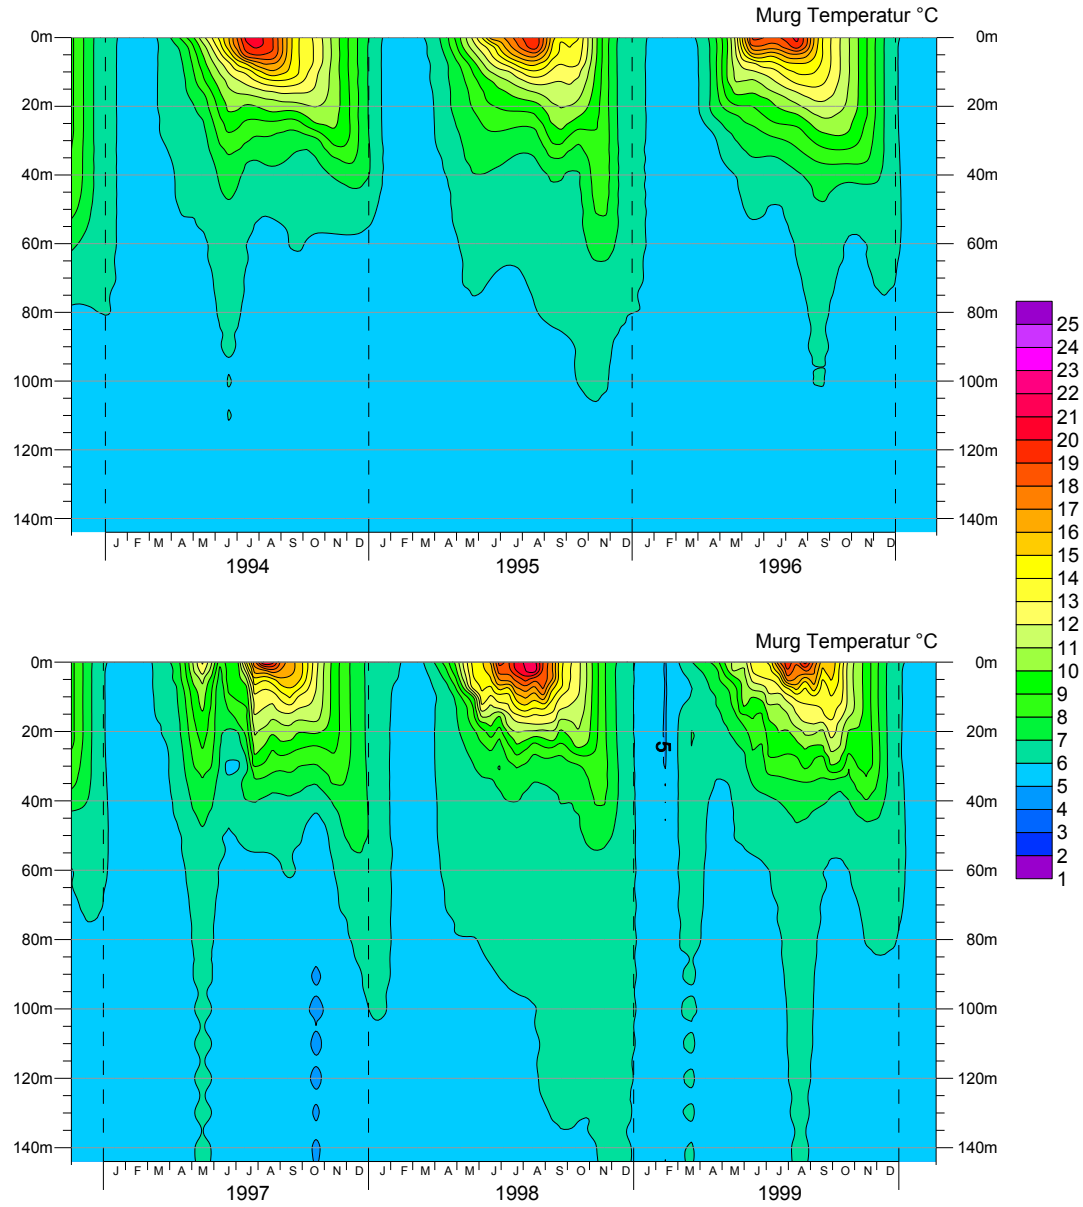 Murg Temperatur °C
0m 0m
20m 20m
40m 40m
60m 60m
80m 80m
100m 100m
120m 120m
140m 140m
J F M A M J J A S O N D J F M A M J J A S O N D J F M A M J J A S O N D
1994 1995 1996
Murg Temperatur °C
0m 0m
20m 20m
5
40m 40m
60m 60m
80m 80m
100m 100m
120m 120m
140m 140m
J F M A M J J A S O N D J F M A M J J A S O N D J F M A M J J A S O N D
1997 1998 1999
25
24
23
22
21
20
19
18
17
16
15
14
13
12
11
10
9
8
7
6
5
4
3
2
1